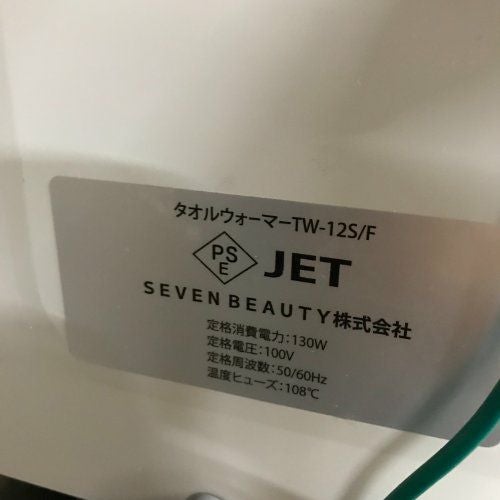 タオルウォーマーTW-12S/F
PS
E
JET
SEVEN BEAUTY株式会社
定格消費電力:130W
定格電圧:100V
定格周波数:50/60Hz
温度ヒューズ:108℃